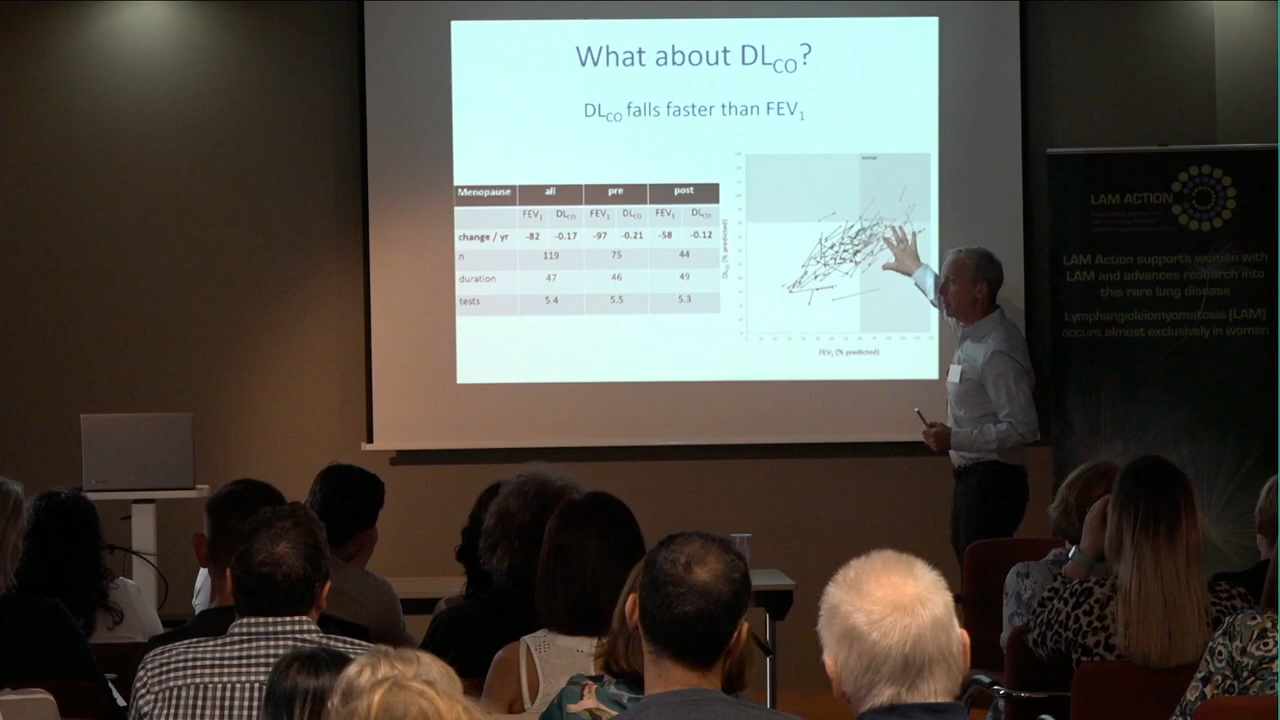 What about DLCO?
DLCO falls faster than FEV1
Menopause all pre post
FEV1 DLCO FEV1 DLCO FEV1 DLCO
change / yr -82 -0.17 -97 -0.21 -58 -0.12
n 119 75 44
duration 47 46 49
tests 5.4 5.5 5.3
DLCO (% predicted)
FEV1 (% predicted)
LAM ACTION
LAM Action supports women with
LAM and advances research into
this rare lung disease
Lymphangioleiomyomatosis (LAM)
occurs almost exclusively in women